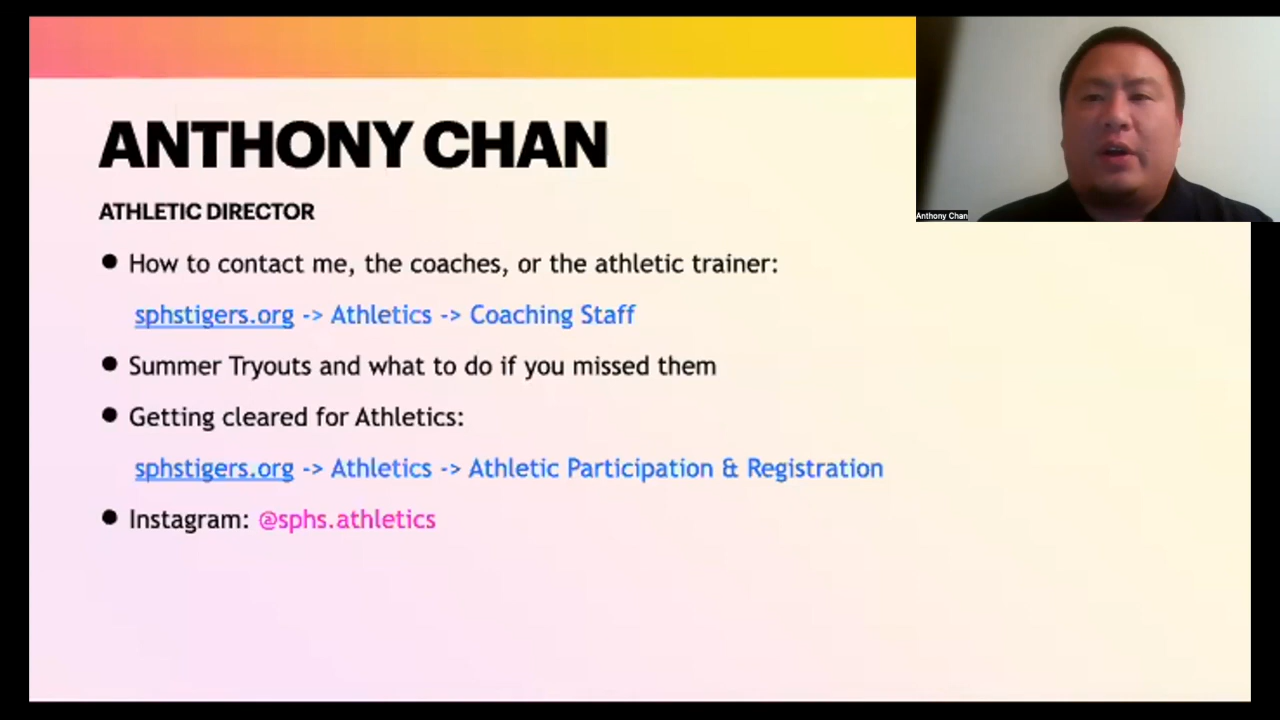 ANTHONY CHAN
ATHLETIC DIRECTOR
● How to contact me, the coaches, or the athletic trainer:
sphstigers.org -> Athletics -> Coaching Staff
● Summer Tryouts and what to do if you missed them
● Getting cleared for Athletics:
sphstigers.org -> Athletics -> Athletic Participation & Registration
● Instagram: @sphs.athletics
Anthony Chan